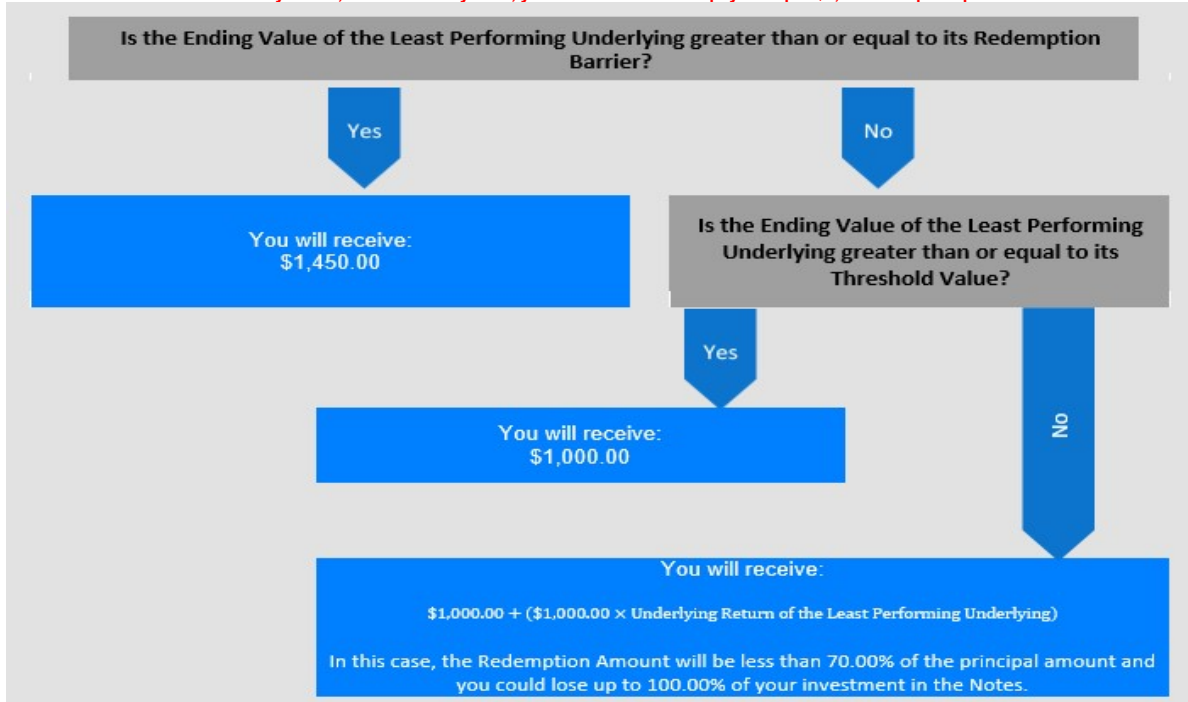 Is the Ending Value of the Least Performing Underlying greater than or equal to its Redemption
Barrier?
Yes
No
You will receive:
$1,450.00
Is the Ending Value of the Least Performing
Underlying greater than or equal to its
Threshold Value?
Yes
No
You will receive:
$1,000.00
You will receive:
$1,000.00 + ($1,000.00 × Underlying Return of the Least Performing Underlying)
In this case, the Redemption Amount will be less than 70.00% of the principal amount and
you could lose up to 100.00% of your investment in the Notes.